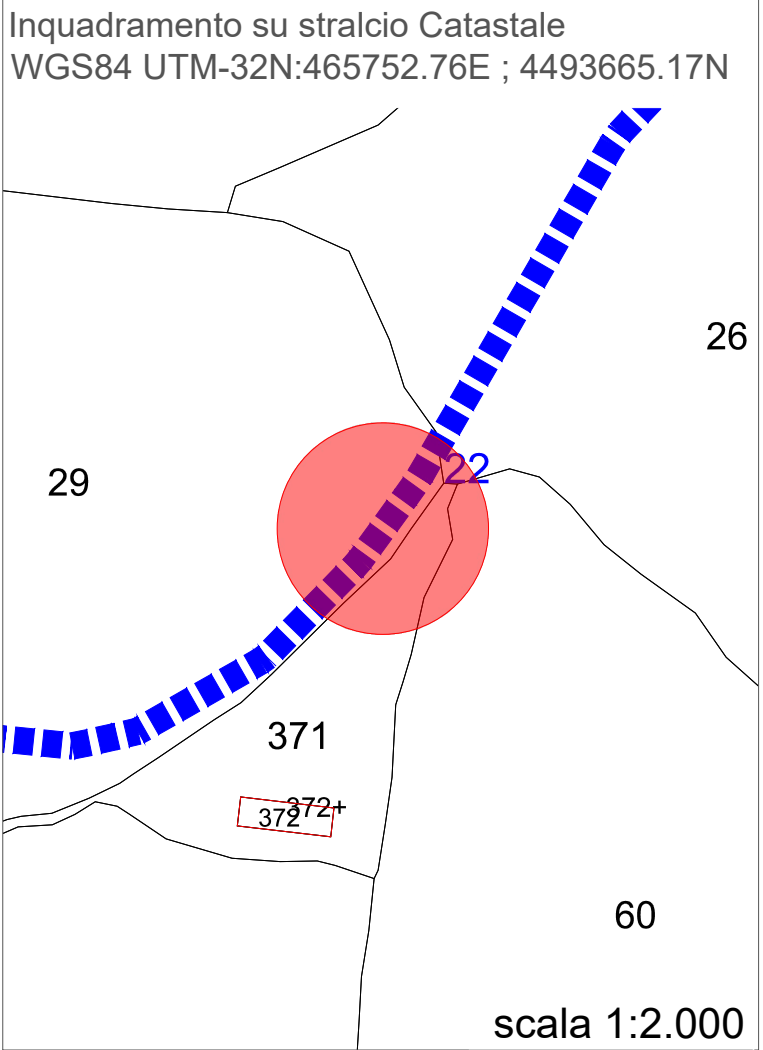 Inquadramento su stralcio Catastale
WGS84 UTM-32N:465752.76E ; 4493665.17N
26
22
29
371
372+
372
60
scala 1:2.000